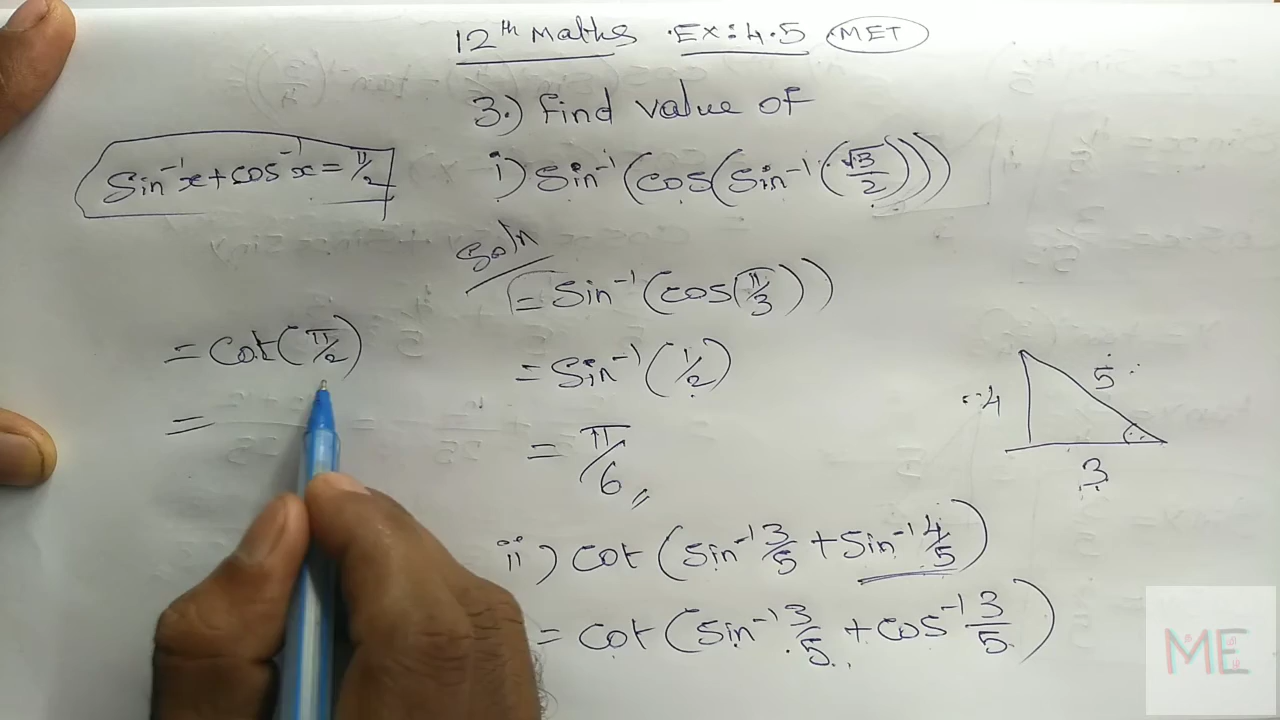 12th Maths Ex: 4.5 MET
3.) Find value of
Sin⁻¹x + cos⁻¹x = π/2
i) Sin⁻¹(cos(Sin⁻¹(√3/2)))
Soln
= Sin⁻¹(cos(π/3))
= Sin⁻¹(1/2)
= π/6
ii) cot(Sin⁻¹ 3/5 + Sin⁻¹ 4/5)
= cot(Sin⁻¹ 3/5 + cos⁻¹ 3/5)
= cot(π/2)
=
4
5
3
ME